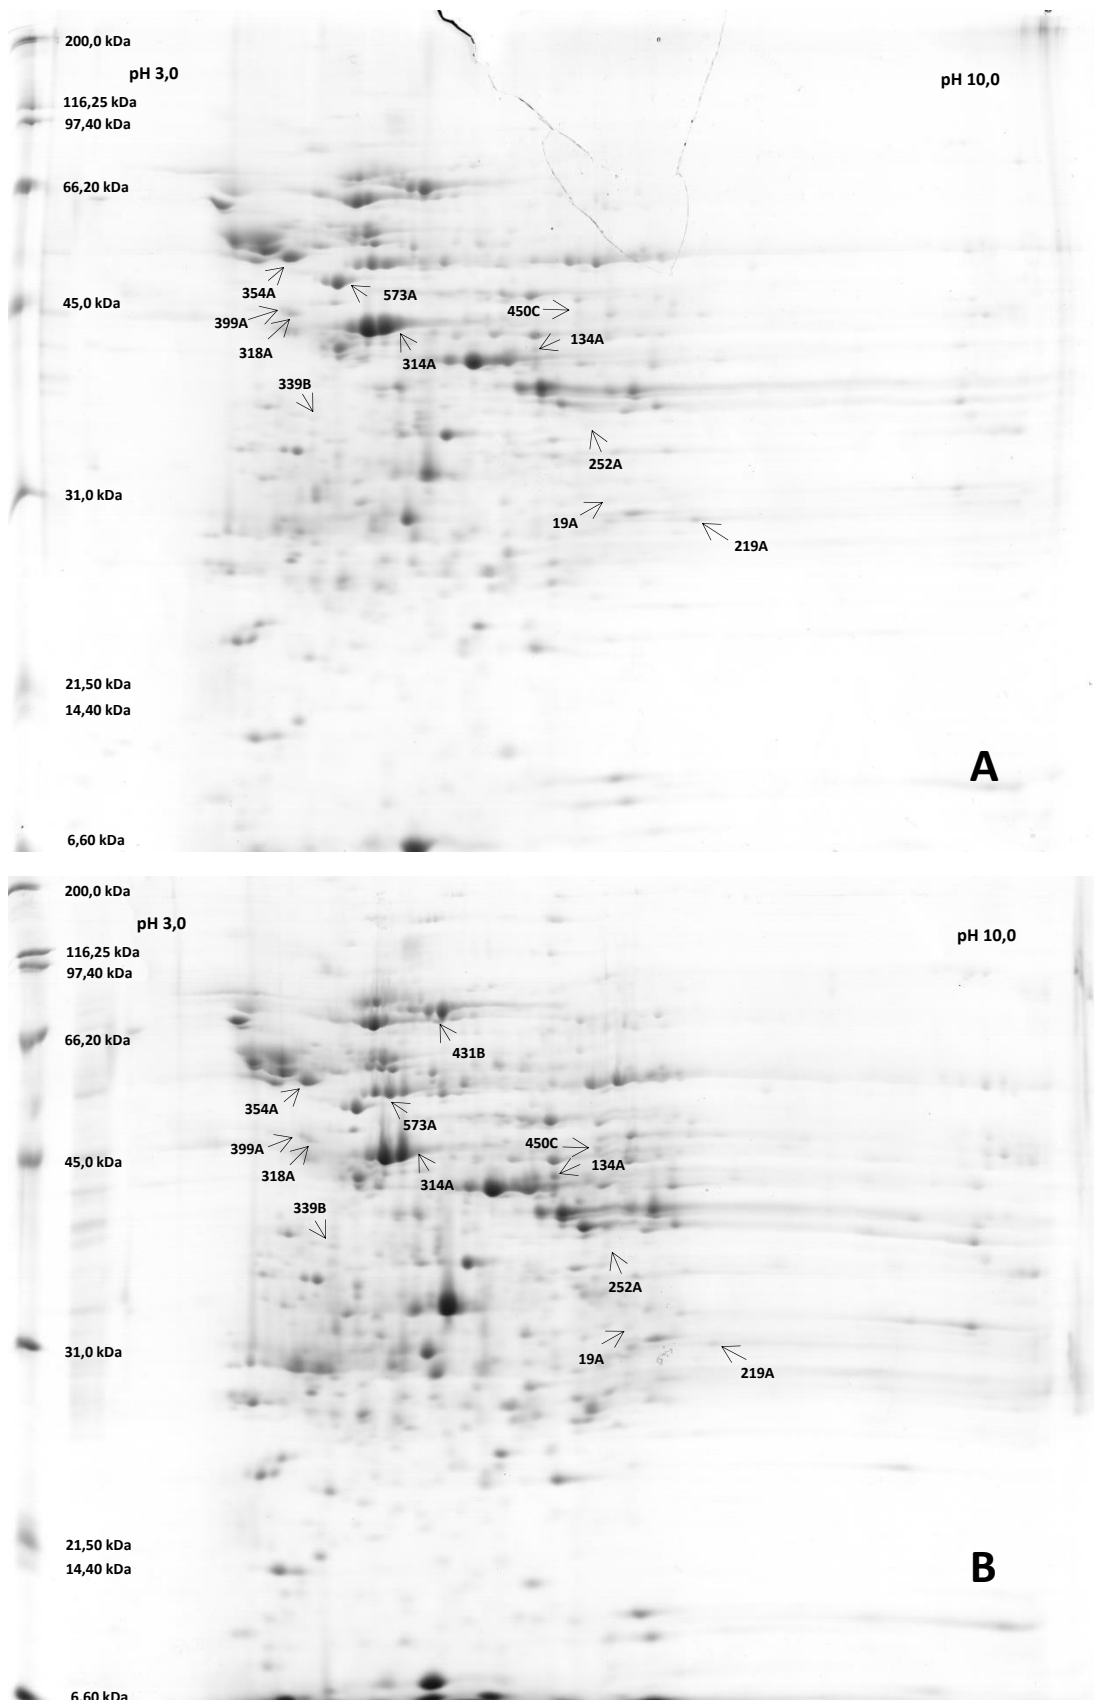 200,0 kDa
pH 3,0
pH 10,0
116,25 kDa
97,40 kDa
66,20 kDa
354A
573A
45,0 kDa
450C
399A
318A
134A
314A
339B
252A
31,0 kDa
19A
219A
21,50 kDa
14,40 kDa
A
6,60 kDa
200,0 kDa
pH 3,0
pH 10,0
116,25 kDa
97,40 kDa
66,20 kDa
431B
354A
573A
399A
450C
45,0 kDa
134A
318A
314A
339B
252A
31,0 kDa
19A
219A
21,50 kDa
14,40 kDa
B
6,60 kDa